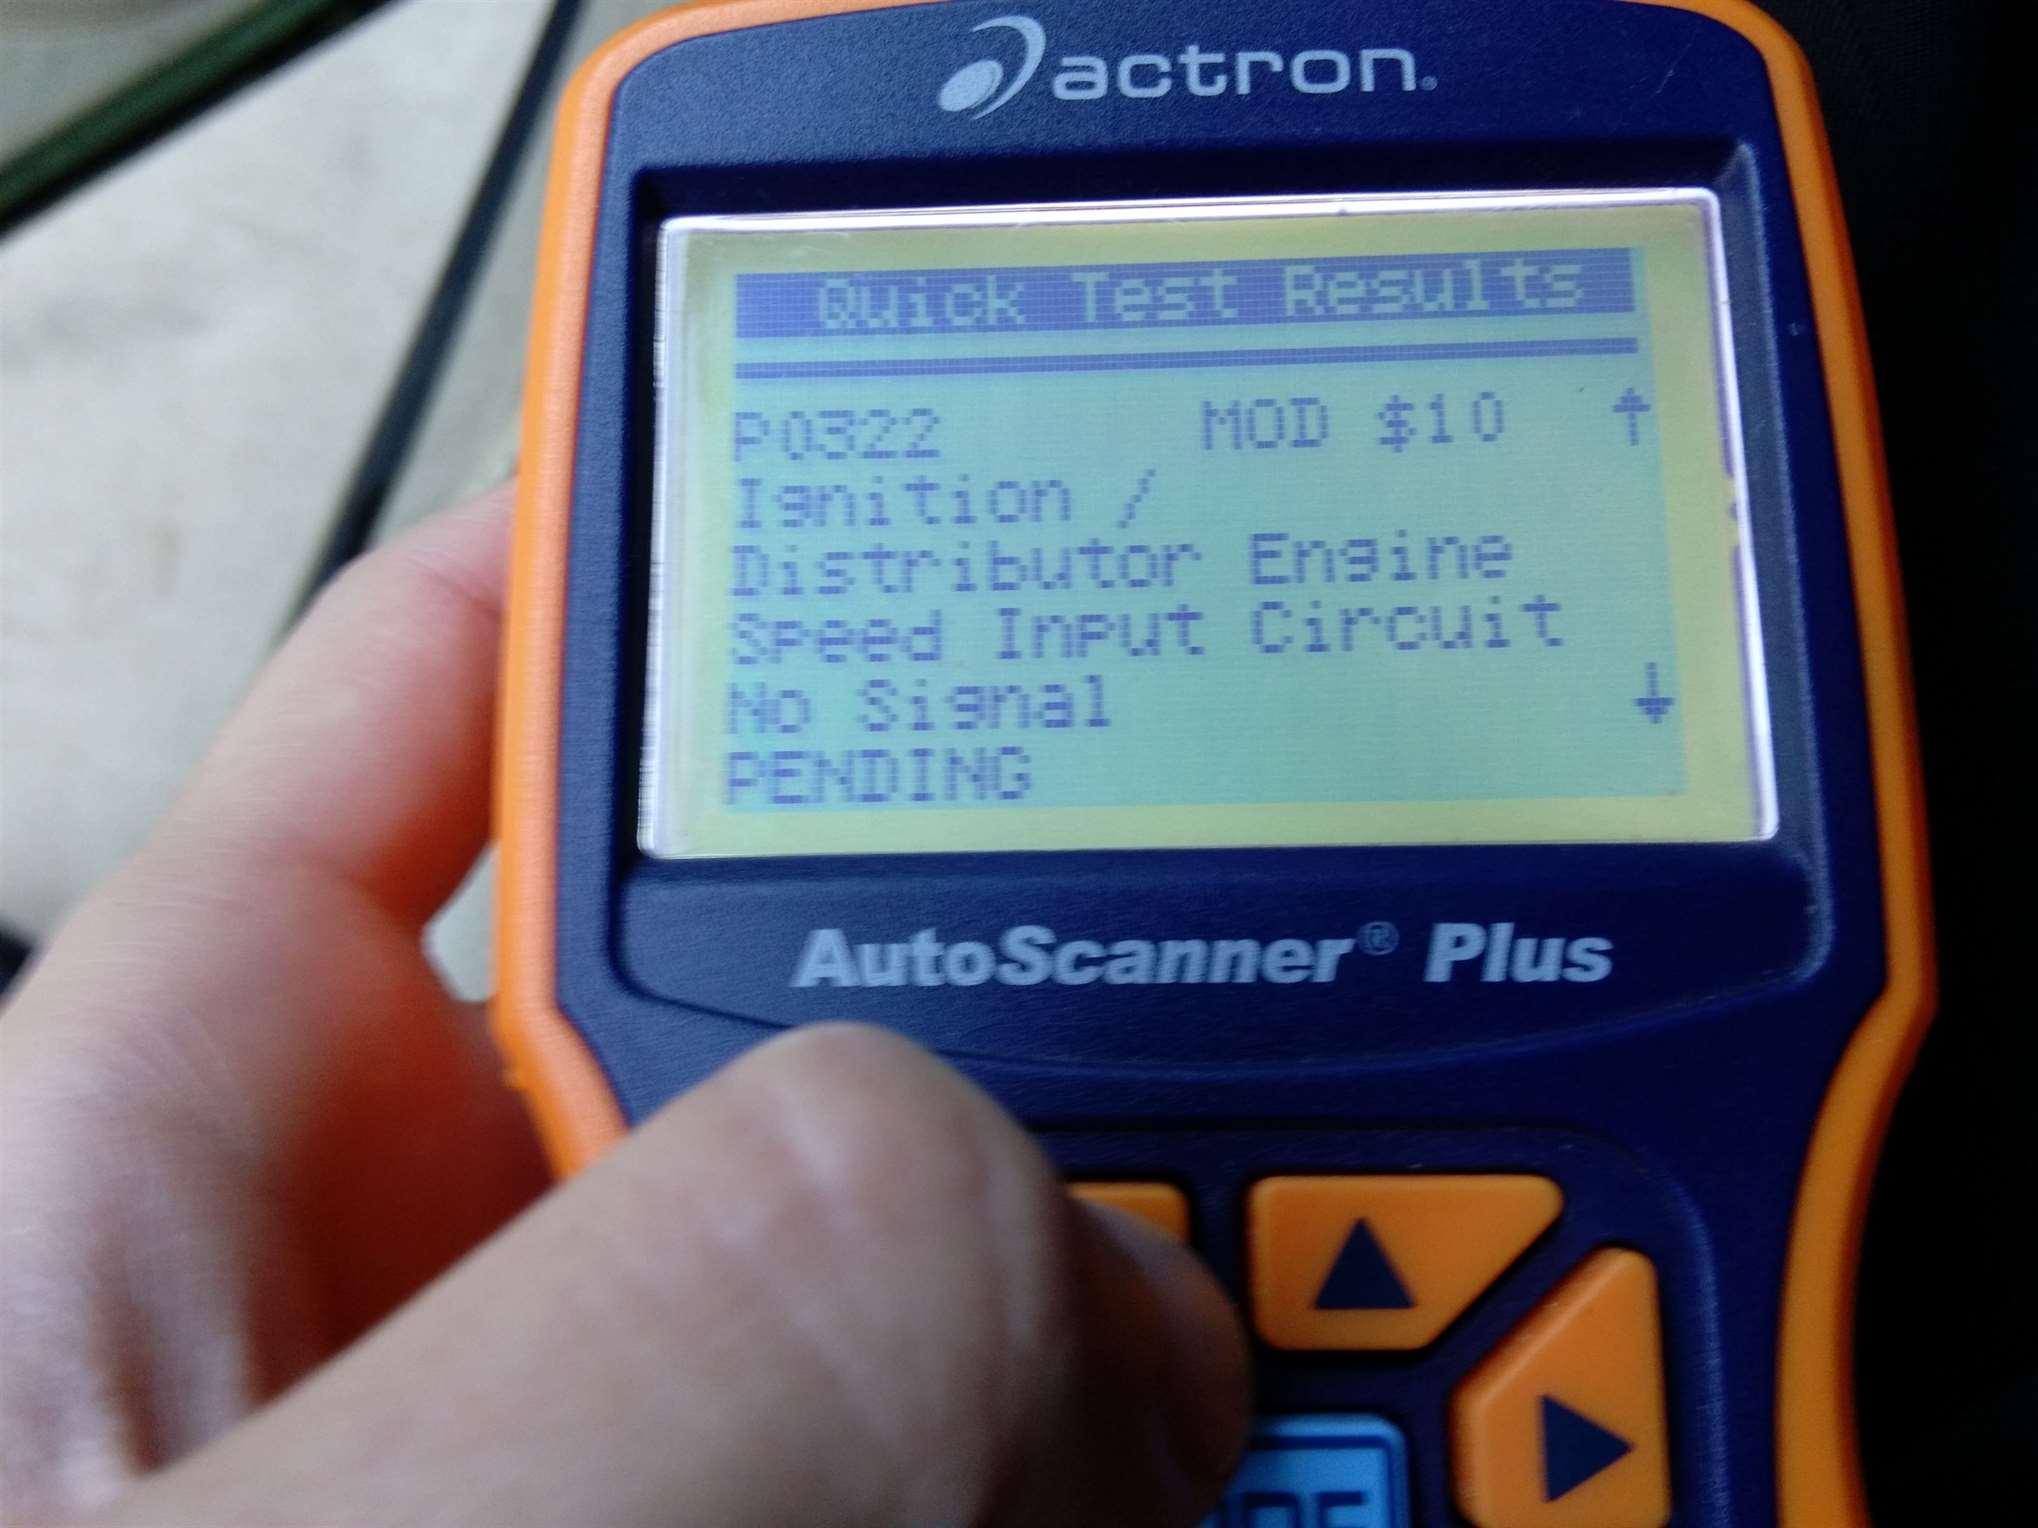 actron®
Quick Test Results
P0322 MOD $10 ↑
Ignition /
Distributor Engine
Speed Input Circuit
No Signal ↓
PENDING
AutoScanner® Plus